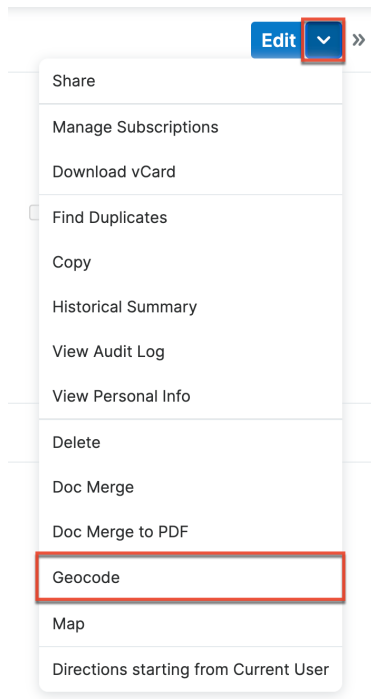 Edit
Share
Manage Subscriptions
Download vCard
Find Duplicates
Copy
Historical Summary
View Audit Log
View Personal Info
Delete
Doc Merge
Doc Merge to PDF
Geocode
Map
Directions starting from Current User